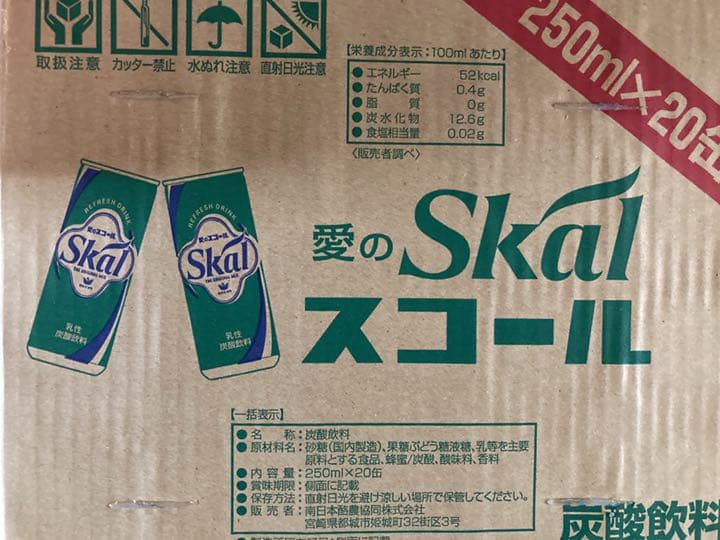 取扱注意 カッター禁止 水ぬれ注意 直射日光注意
250ml×20缶
【栄養成分表示：100mlあたり】
●エネルギー 52kcal
●たんぱく質 0.4g
●脂質 0g
●炭水化物 12.6g
●食塩相当量 0.02g
〈販売者調べ〉
REFRESH DRINK
愛のスコール
Skal
THE ORIGINAL MIX
乳性
炭酸飲料
REFRESH DRINK
愛のスコール
Skal
THE ORIGINAL MIX
乳性
炭酸飲料
愛の Skal
スコール
【一括表示】
●名称：炭酸飲料
●原材料名：砂糖（国内製造）、果糖ぶどう糖液糖、乳等を主要
原料とする食品、蜂蜜/炭酸、酸味料、香料
●内容量：250ml×20缶
●賞味期限：側面に記載
●保存方法：直射日光を避け涼しい場所で保管してください。
●販売者：南日本酪農協同株式会社
宮崎県都城市姫城町32街区3号
炭酸飲料